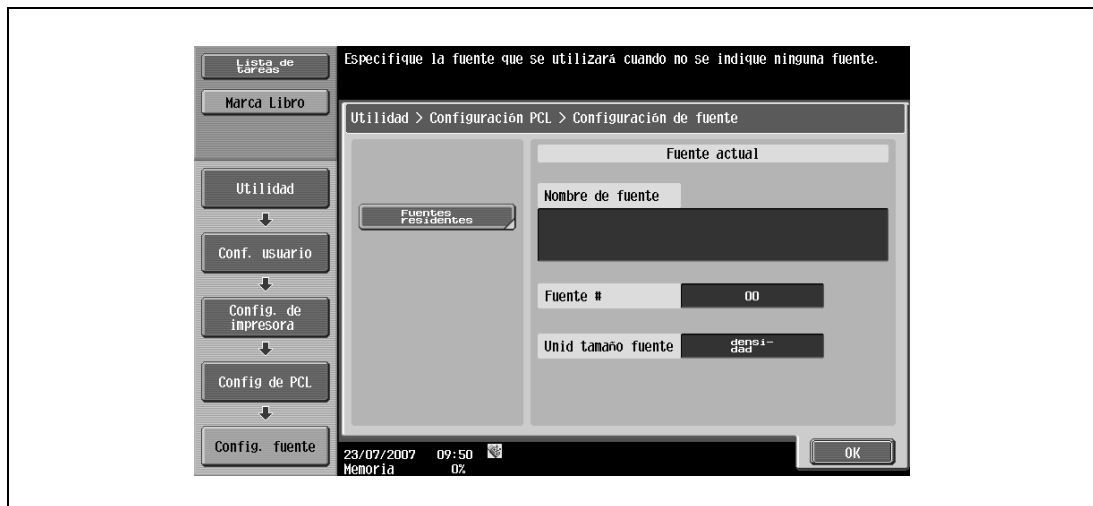 Lista de
tareas
Marca Libro
Utilidad
Conf. usuario
Config. de
impresora
Config de PCL
Config. fuente
Especifique la fuente que se utilizará cuando no se indique ninguna fuente.
Utilidad > Configuración PCL > Configuración de fuente
Fuentes
residentes
Fuente actual
Nombre de fuente
Fuente # 00
Unid tamaño fuente densi-
dad
23/07/2007 09:50
Memoria 0%
OK